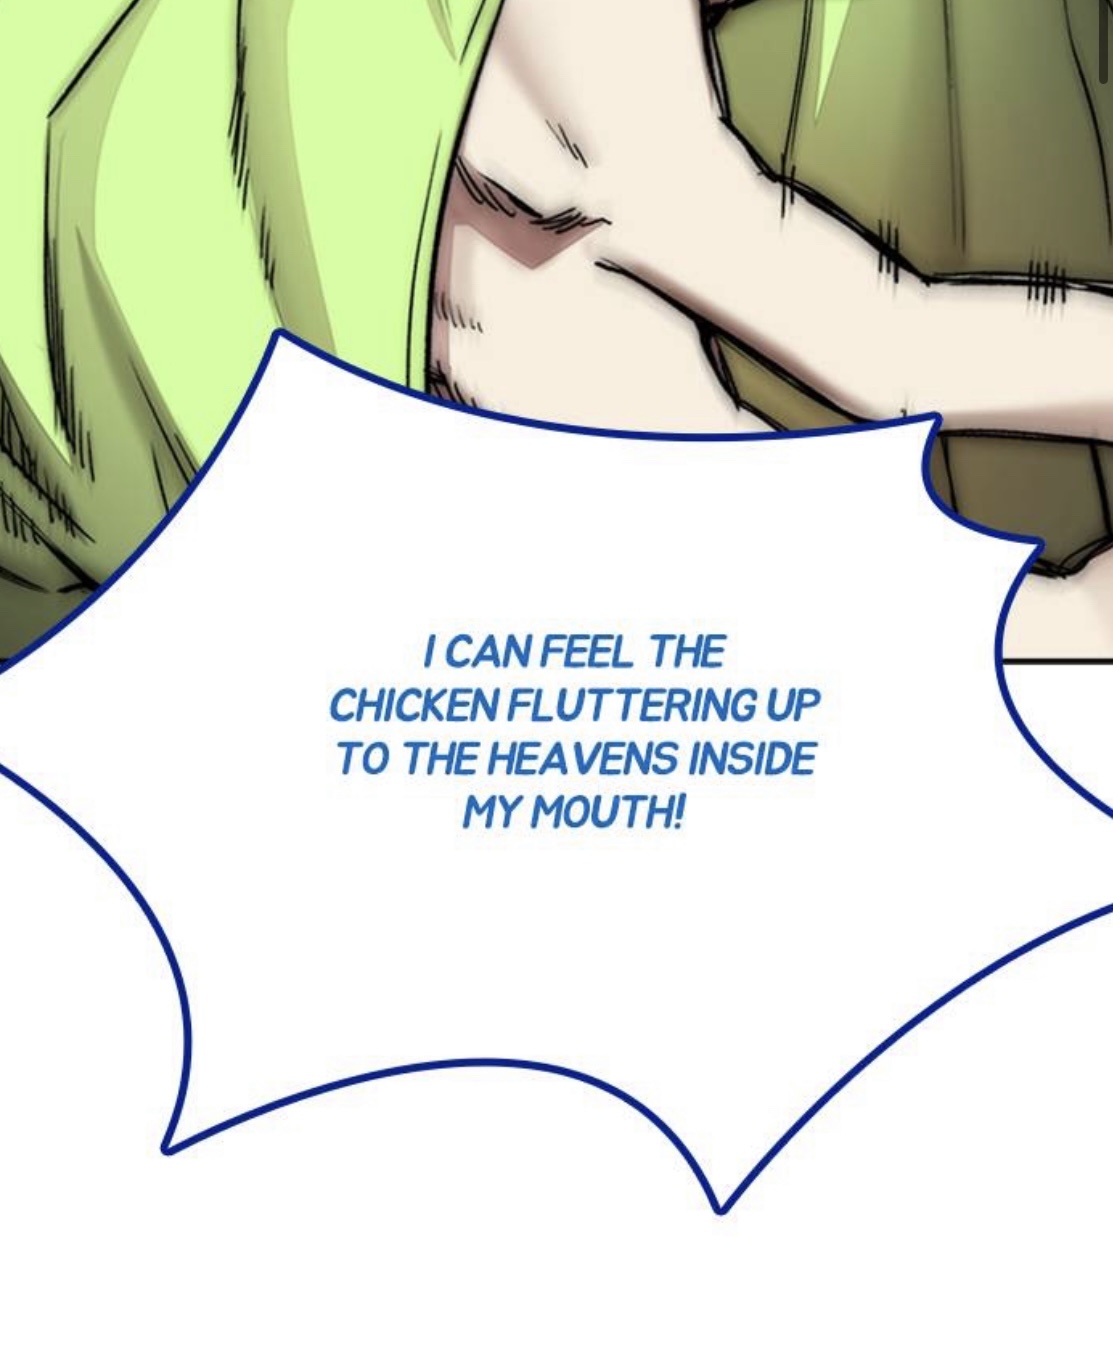 I CAN FEEL THE
CHICKEN FLUTTERING UP
TO THE HEAVENS INSIDE
MY MOUTH!